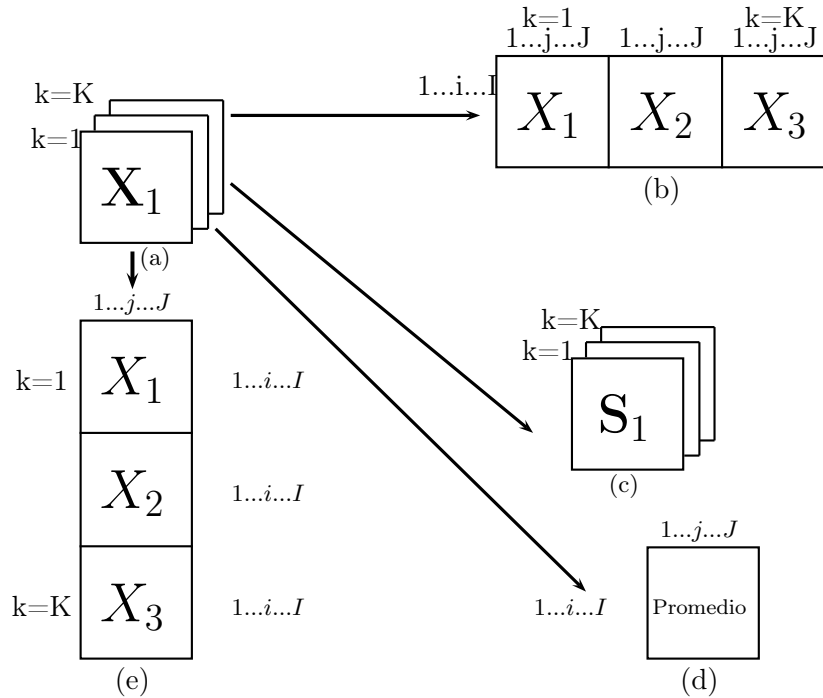 k=1 k=K
1...j...J 1...j...J 1...j...J
1...i...I
X₁ X₂ X₃
(b)
k=K
k=1
X₁
(a)
1...j...J
k=1 X₁ 1...i...I
X₂ 1...i...I
k=K X₃ 1...i...I
(e)
k=K
k=1
S₁
(c)
1...j...J
1...i...I Promedio
(d)